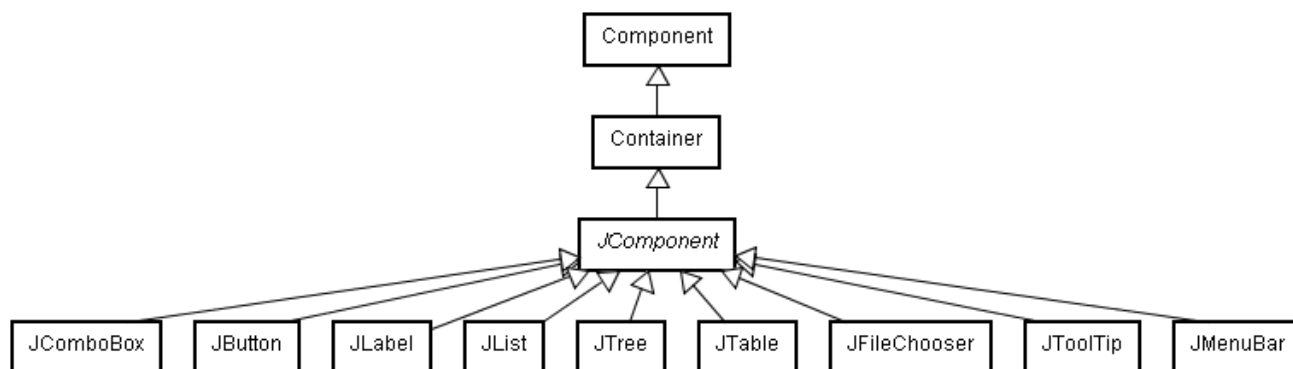 Component
Container
JComponent
JComboBox
JButton
JLabel
JList
JTree
JTable
JFileChooser
JToolTip
JMenuBar